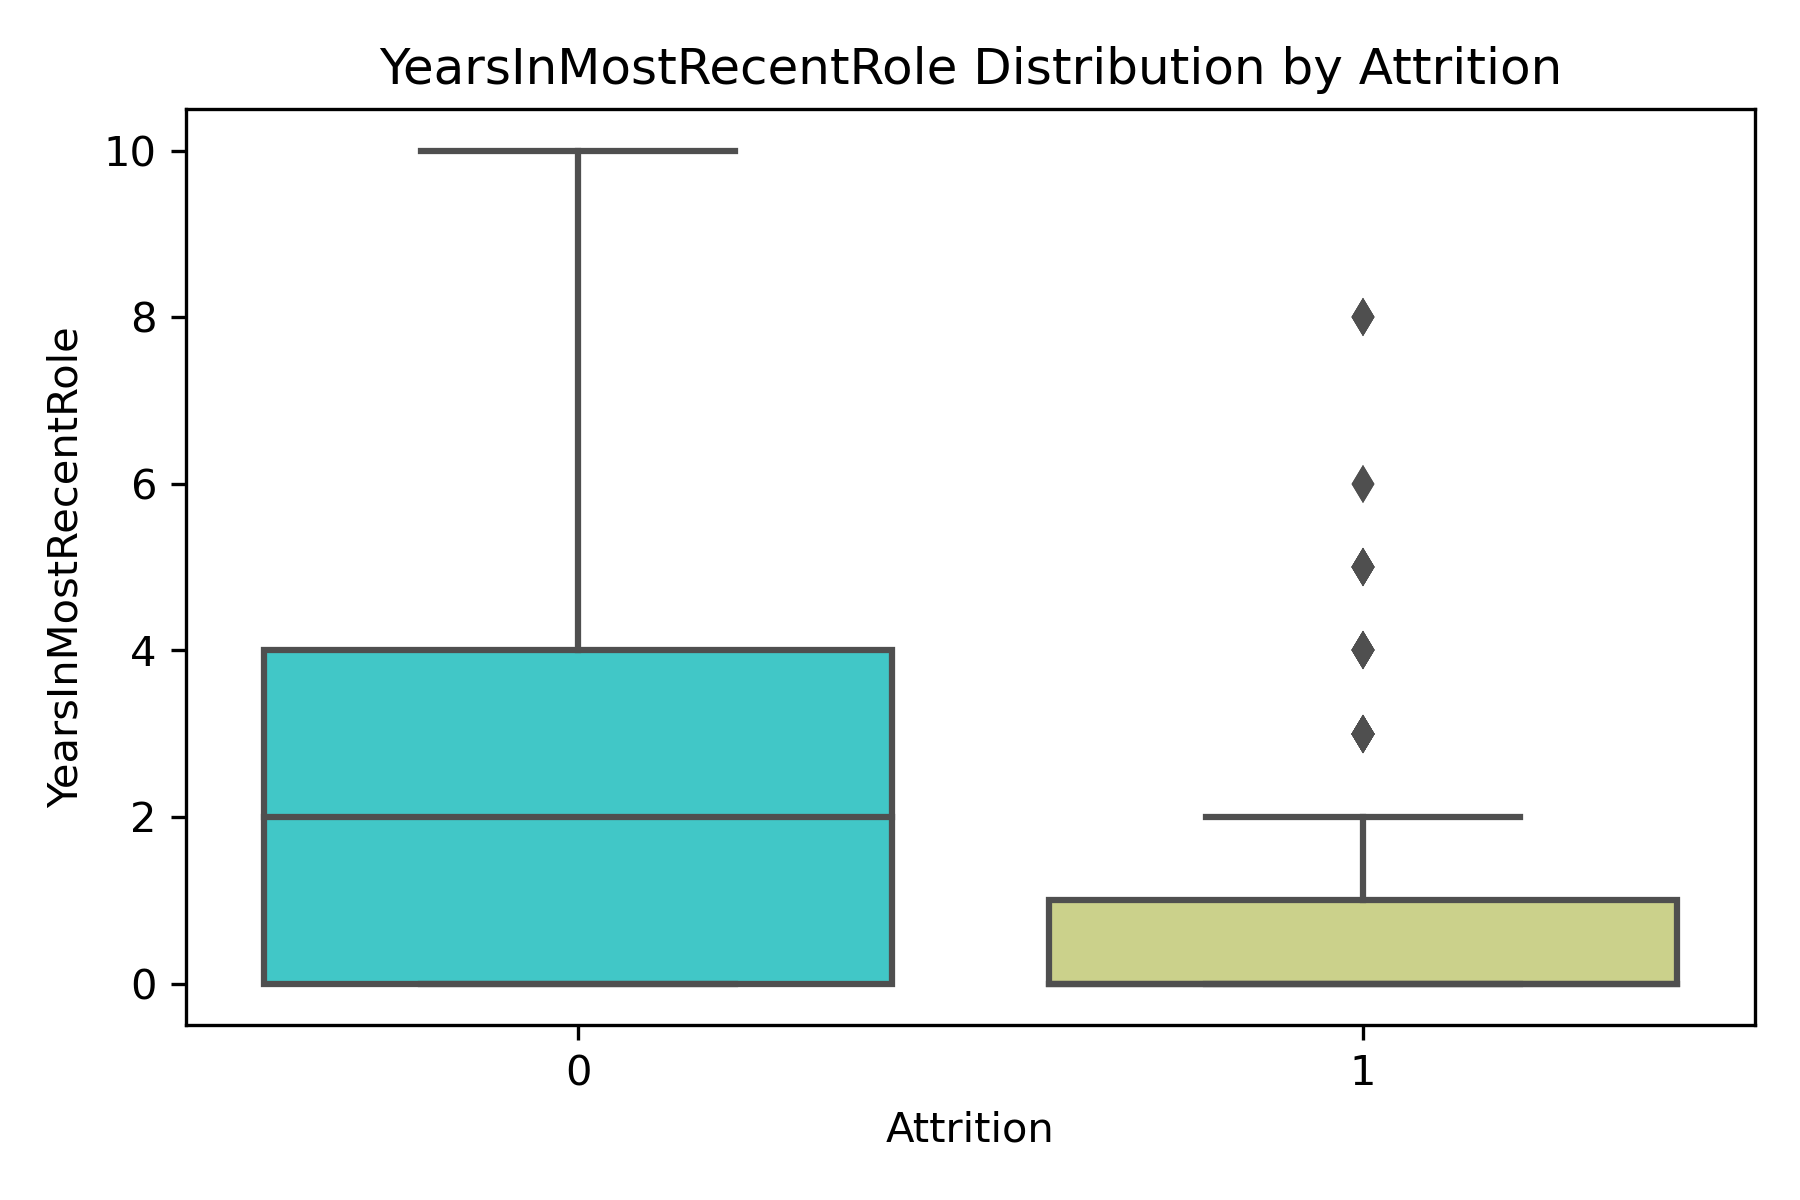 YearsInMostRecentRole Distribution by Attrition
YearsInMostRecentRole
10
8
6
4
2
0
0 1
Attrition